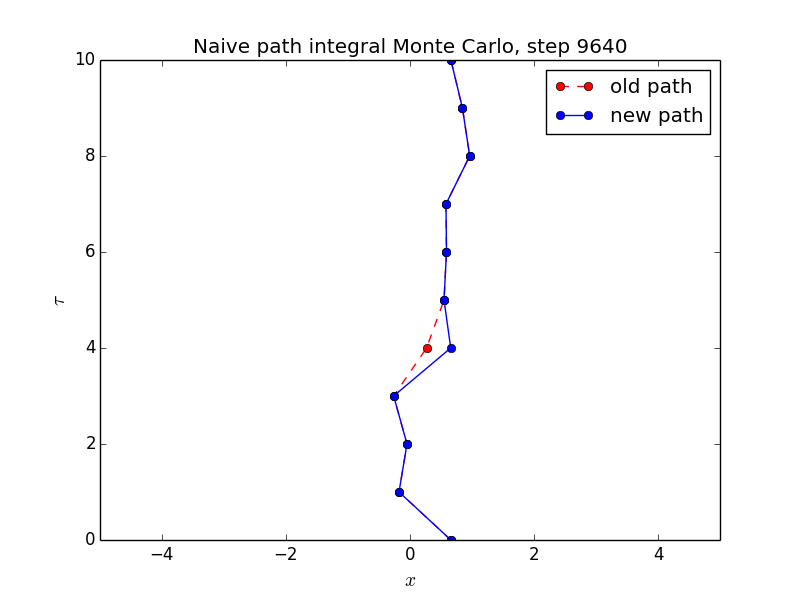 Naive path integral Monte Carlo, step 9640
old path
new path
10
8
6
4
2
0
τ
−4 −2 0 2 4
x